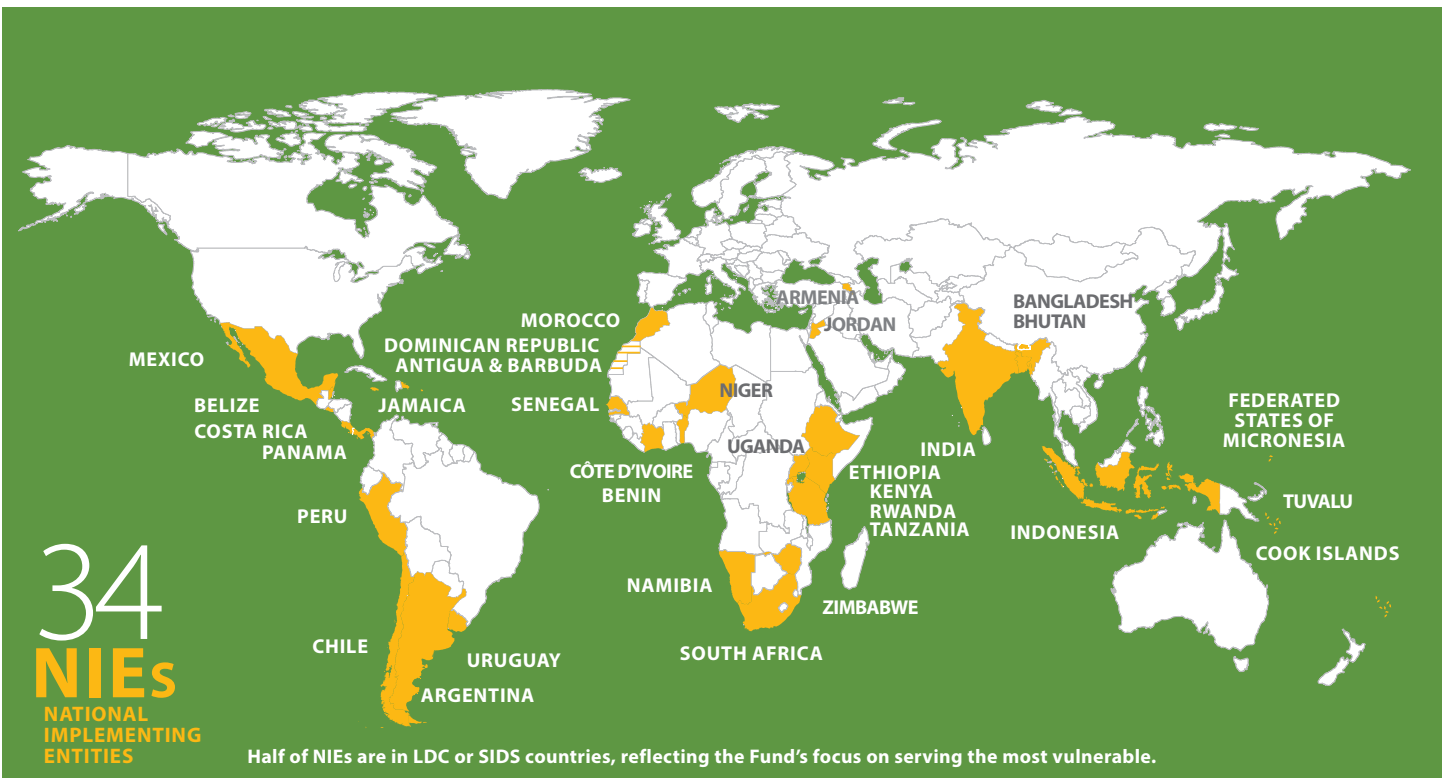 ARMENIA
BANGLADESH
BHUTAN
JORDAN
MOROCCO
DOMINICAN REPUBLIC
ANTIGUA & BARBUDA
MEXICO
NIGER
BELIZE
JAMAICA
SENEGAL
FEDERATED
STATES OF
MICRONESIA
COSTA RICA
PANAMA
UGANDA
INDIA
CÔTE D'IVOIRE
BENIN
ETHIOPIA
KENYA
RWANDA
TANZANIA
TUVALU
PERU
INDONESIA
COOK ISLANDS
NAMIBIA
ZIMBABWE
CHILE
URUGUAY
SOUTH AFRICA
ARGENTINA
34
NIEs
NATIONAL
IMPLEMENTING
ENTITIES
Half of NIEs are in LDC or SIDS countries, reflecting the Fund's focus on serving the most vulnerable.